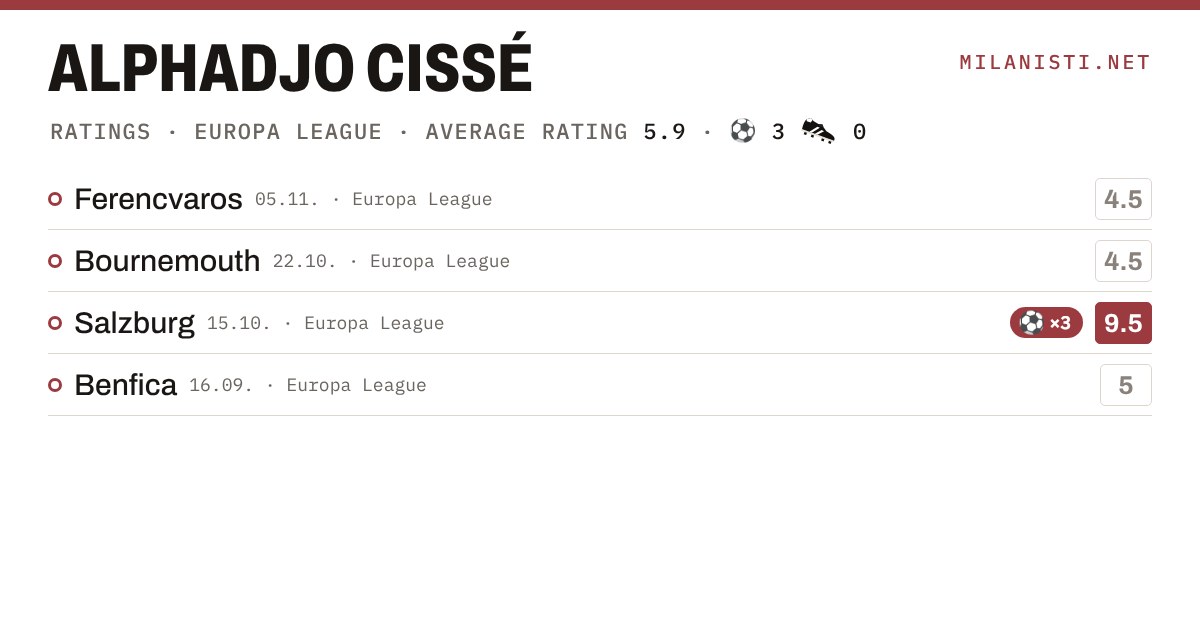 ALPHADJO CISSÉ
MILANISTI.NET
RATINGS · EUROPA LEAGUE · AVERAGE RATING 5.9 · ⚽ 3 0
Ferencvaros 05.11. · Europa League 4.5
Bournemouth 22.10. · Europa League 4.5
Salzburg 15.10. · Europa League ⚽ ×3 9.5
Benfica 16.09. · Europa League 5